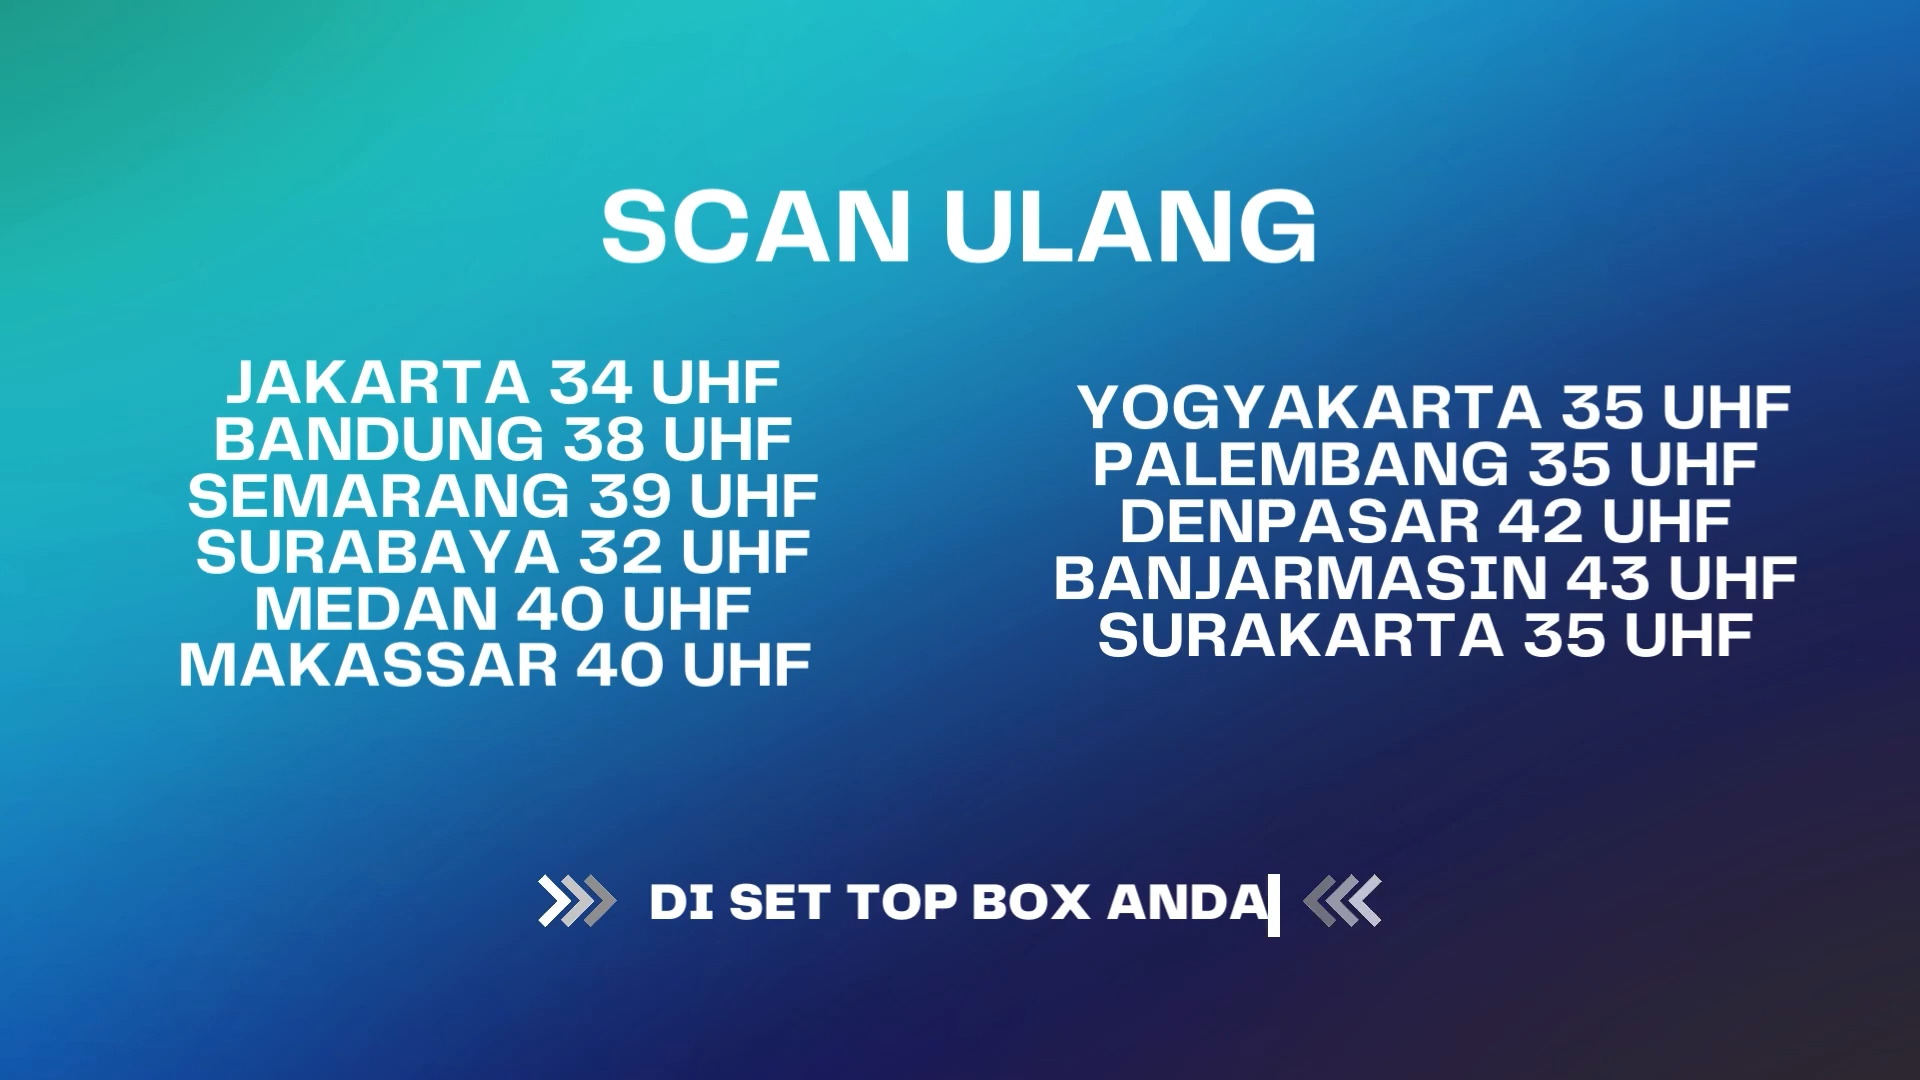 SCAN ULANG
JAKARTA 34 UHF
BANDUNG 38 UHF
SEMARANG 39 UHF
SURABAYA 32 UHF
MEDAN 40 UHF
MAKASSAR 40 UHF
YOGYAKARTA 35 UHF
PALEMBANG 35 UHF
DENPASAR 42 UHF
BANJARMASIN 43 UHF
SURAKARTA 35 UHF
DI SET TOP BOX ANDA